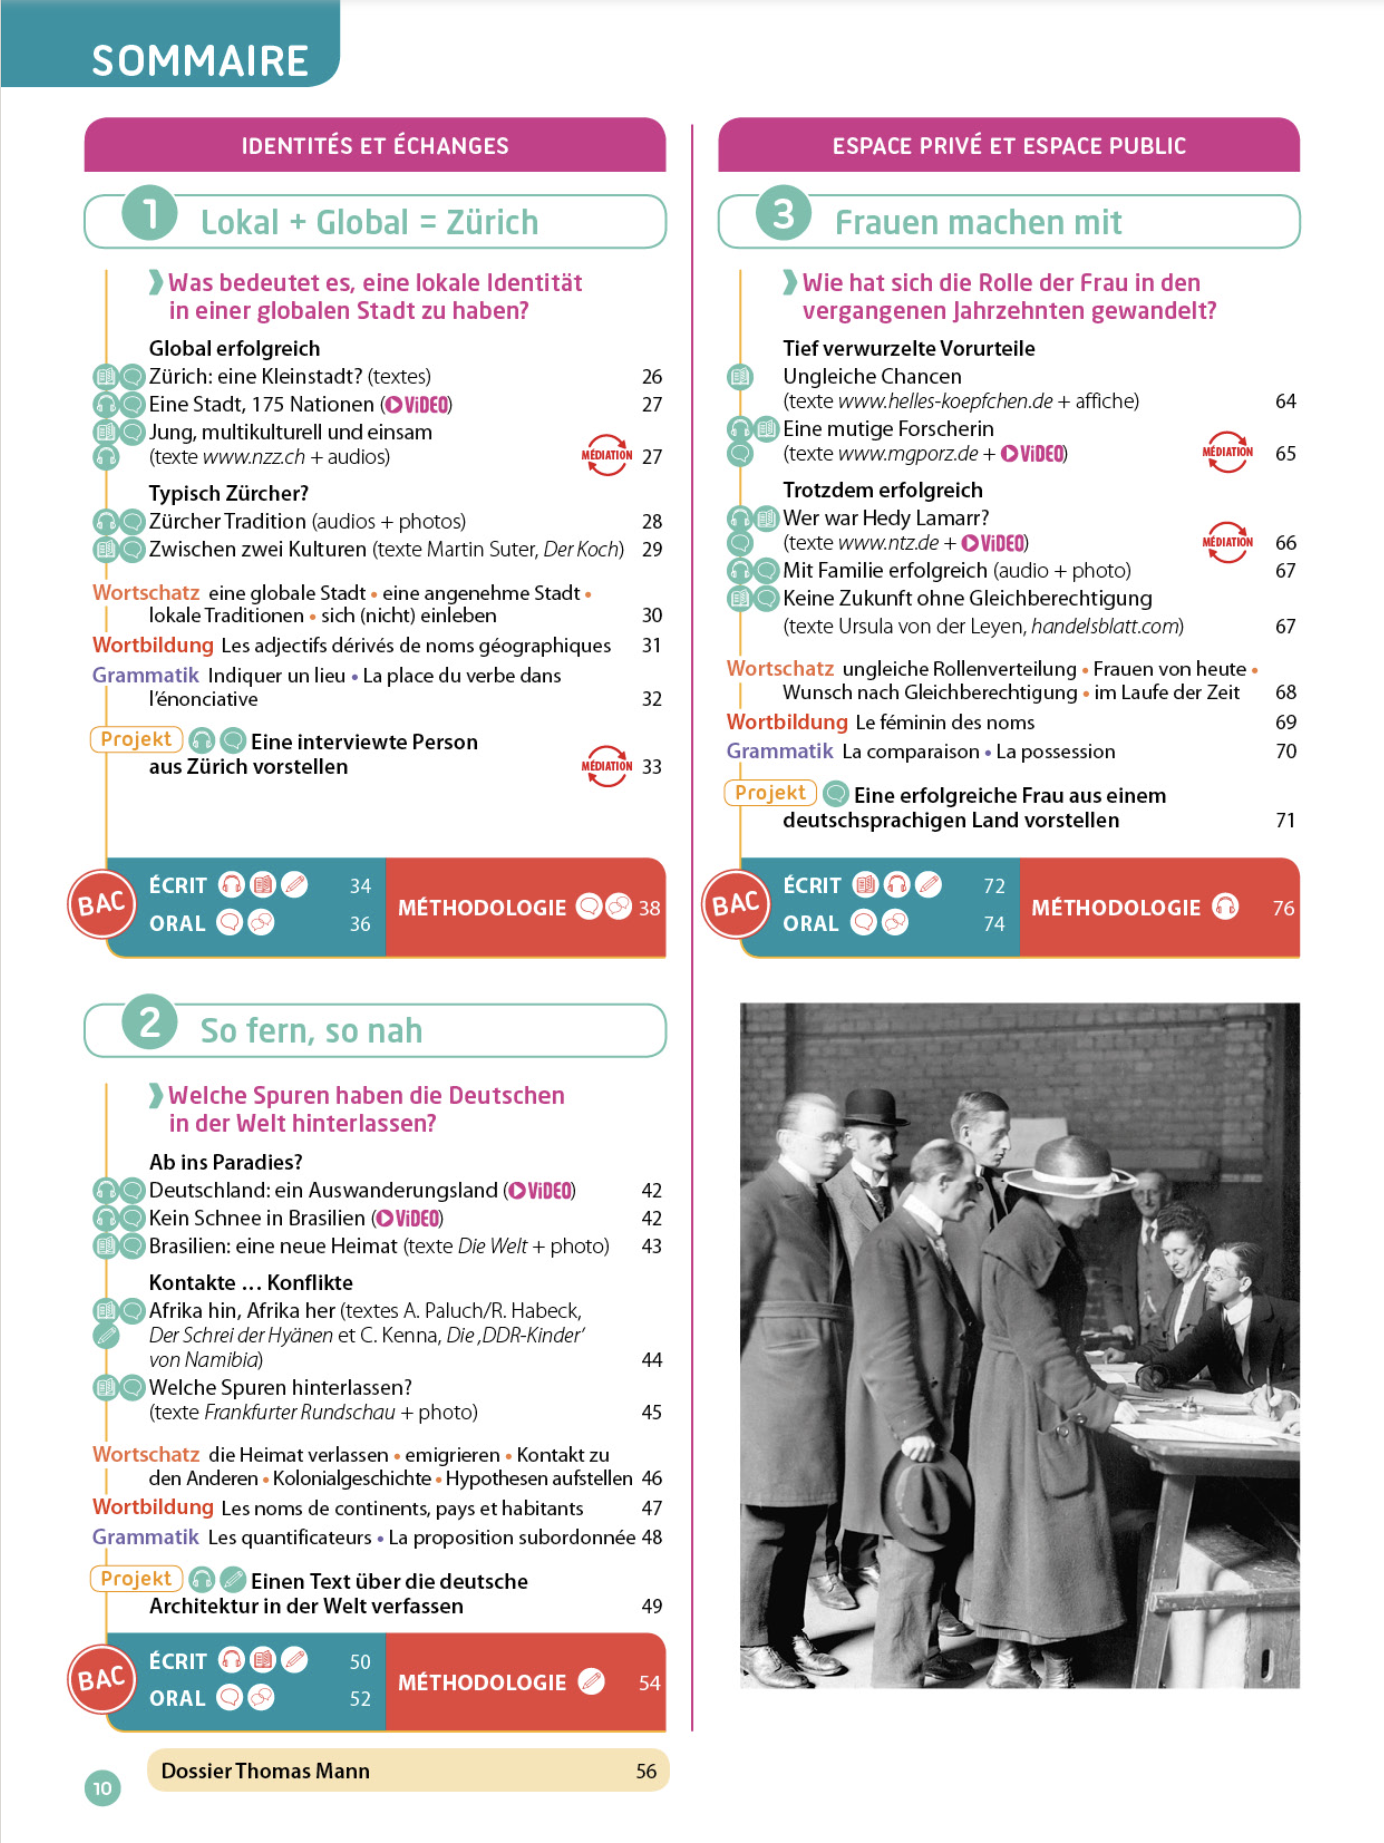 SOMMAIRE
IDENTITÉS ET ÉCHANGES
1 Lokal + Global = Zürich
Was bedeutet es, eine lokale Identität
in einer globalen Stadt zu haben?
Global erfolgreich
Zürich: eine Kleinstadt? (textes) 26
Eine Stadt, 175 Nationen (ViDEO) 27
Jung, multikulturell und einsam
(texte www.nzz.ch + audios) MÉDIATION 27
Typisch Zürcher?
Zürcher Tradition (audios + photos) 28
Zwischen zwei Kulturen (texte Martin Suter, Der Koch) 29
Wortschatz eine globale Stadt • eine angenehme Stadt •
lokale Traditionen • sich (nicht) einleben 30
Wortbildung Les adjectifs dérivés de noms géographiques 31
Grammatik Indiquer un lieu • La place du verbe dans
l'énonciative 32
Projekt Eine interviewte Person
aus Zürich vorstellen MÉDIATION 33
BAC
ÉCRIT 34
ORAL 36
MÉTHODOLOGIE 38
2 So fern, so nah
Welche Spuren haben die Deutschen
in der Welt hinterlassen?
Ab ins Paradies?
Deutschland: ein Auswanderungsland (ViDEO) 42
Kein Schnee in Brasilien (ViDEO) 42
Brasilien: eine neue Heimat (texte Die Welt + photo) 43
Kontakte … Konflikte
Afrika hin, Afrika her (textes A. Paluch/R. Habeck,
Der Schrei der Hyänen et C. Kenna, Die ‚DDR-Kinder'
von Namibia) 44
Welche Spuren hinterlassen?
(texte Frankfurter Rundschau + photo) 45
Wortschatz die Heimat verlassen • emigrieren • Kontakt zu
den Anderen • Kolonialgeschichte • Hypothesen aufstellen 46
Wortbildung Les noms de continents, pays et habitants 47
Grammatik Les quantificateurs • La proposition subordonnée 48
Projekt Einen Text über die deutsche
Architektur in der Welt verfassen 49
BAC
ÉCRIT 50
ORAL 52
MÉTHODOLOGIE 54
Dossier Thomas Mann 56
10
ESPACE PRIVÉ ET ESPACE PUBLIC
3 Frauen machen mit
Wie hat sich die Rolle der Frau in den
vergangenen Jahrzehnten gewandelt?
Tief verwurzelte Vorurteile
Ungleiche Chancen
(texte www.helles-koepfchen.de + affiche) 64
Eine mutige Forscherin
(texte www.mgporz.de + ViDEO) MÉDIATION 65
Trotzdem erfolgreich
Wer war Hedy Lamarr?
(texte www.ntz.de + ViDEO) MÉDIATION 66
Mit Familie erfolgreich (audio + photo) 67
Keine Zukunft ohne Gleichberechtigung
(texte Ursula von der Leyen, handelsblatt.com) 67
Wortschatz ungleiche Rollenverteilung • Frauen von heute •
Wunsch nach Gleichberechtigung • im Laufe der Zeit 68
Wortbildung Le féminin des noms 69
Grammatik La comparaison • La possession 70
Projekt Eine erfolgreiche Frau aus einem
deutschsprachigen Land vorstellen 71
BAC
ÉCRIT 72
ORAL 74
MÉTHODOLOGIE 76